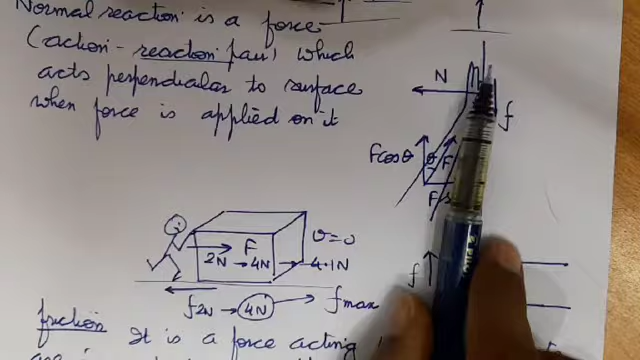 Normal reaction is a force
(action-reaction pair) which
acts perpendicular to surface
when force is applied on it
N
f
Fcosθ
θ
F
F
F
v=0
2N → 4N → 4.1N
f 2N → 4N → fmax
f
friction It is a force acting